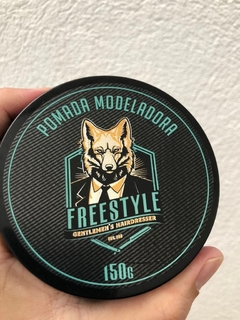 POMADA MODELADORA
FREESTYLE
GENTLEMEN'S HAIRDRESSER
150G